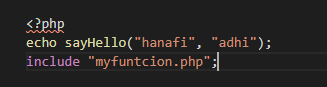 <?php
echo sayHello("hanafi", "adhi");
include "myfuntcion.php";